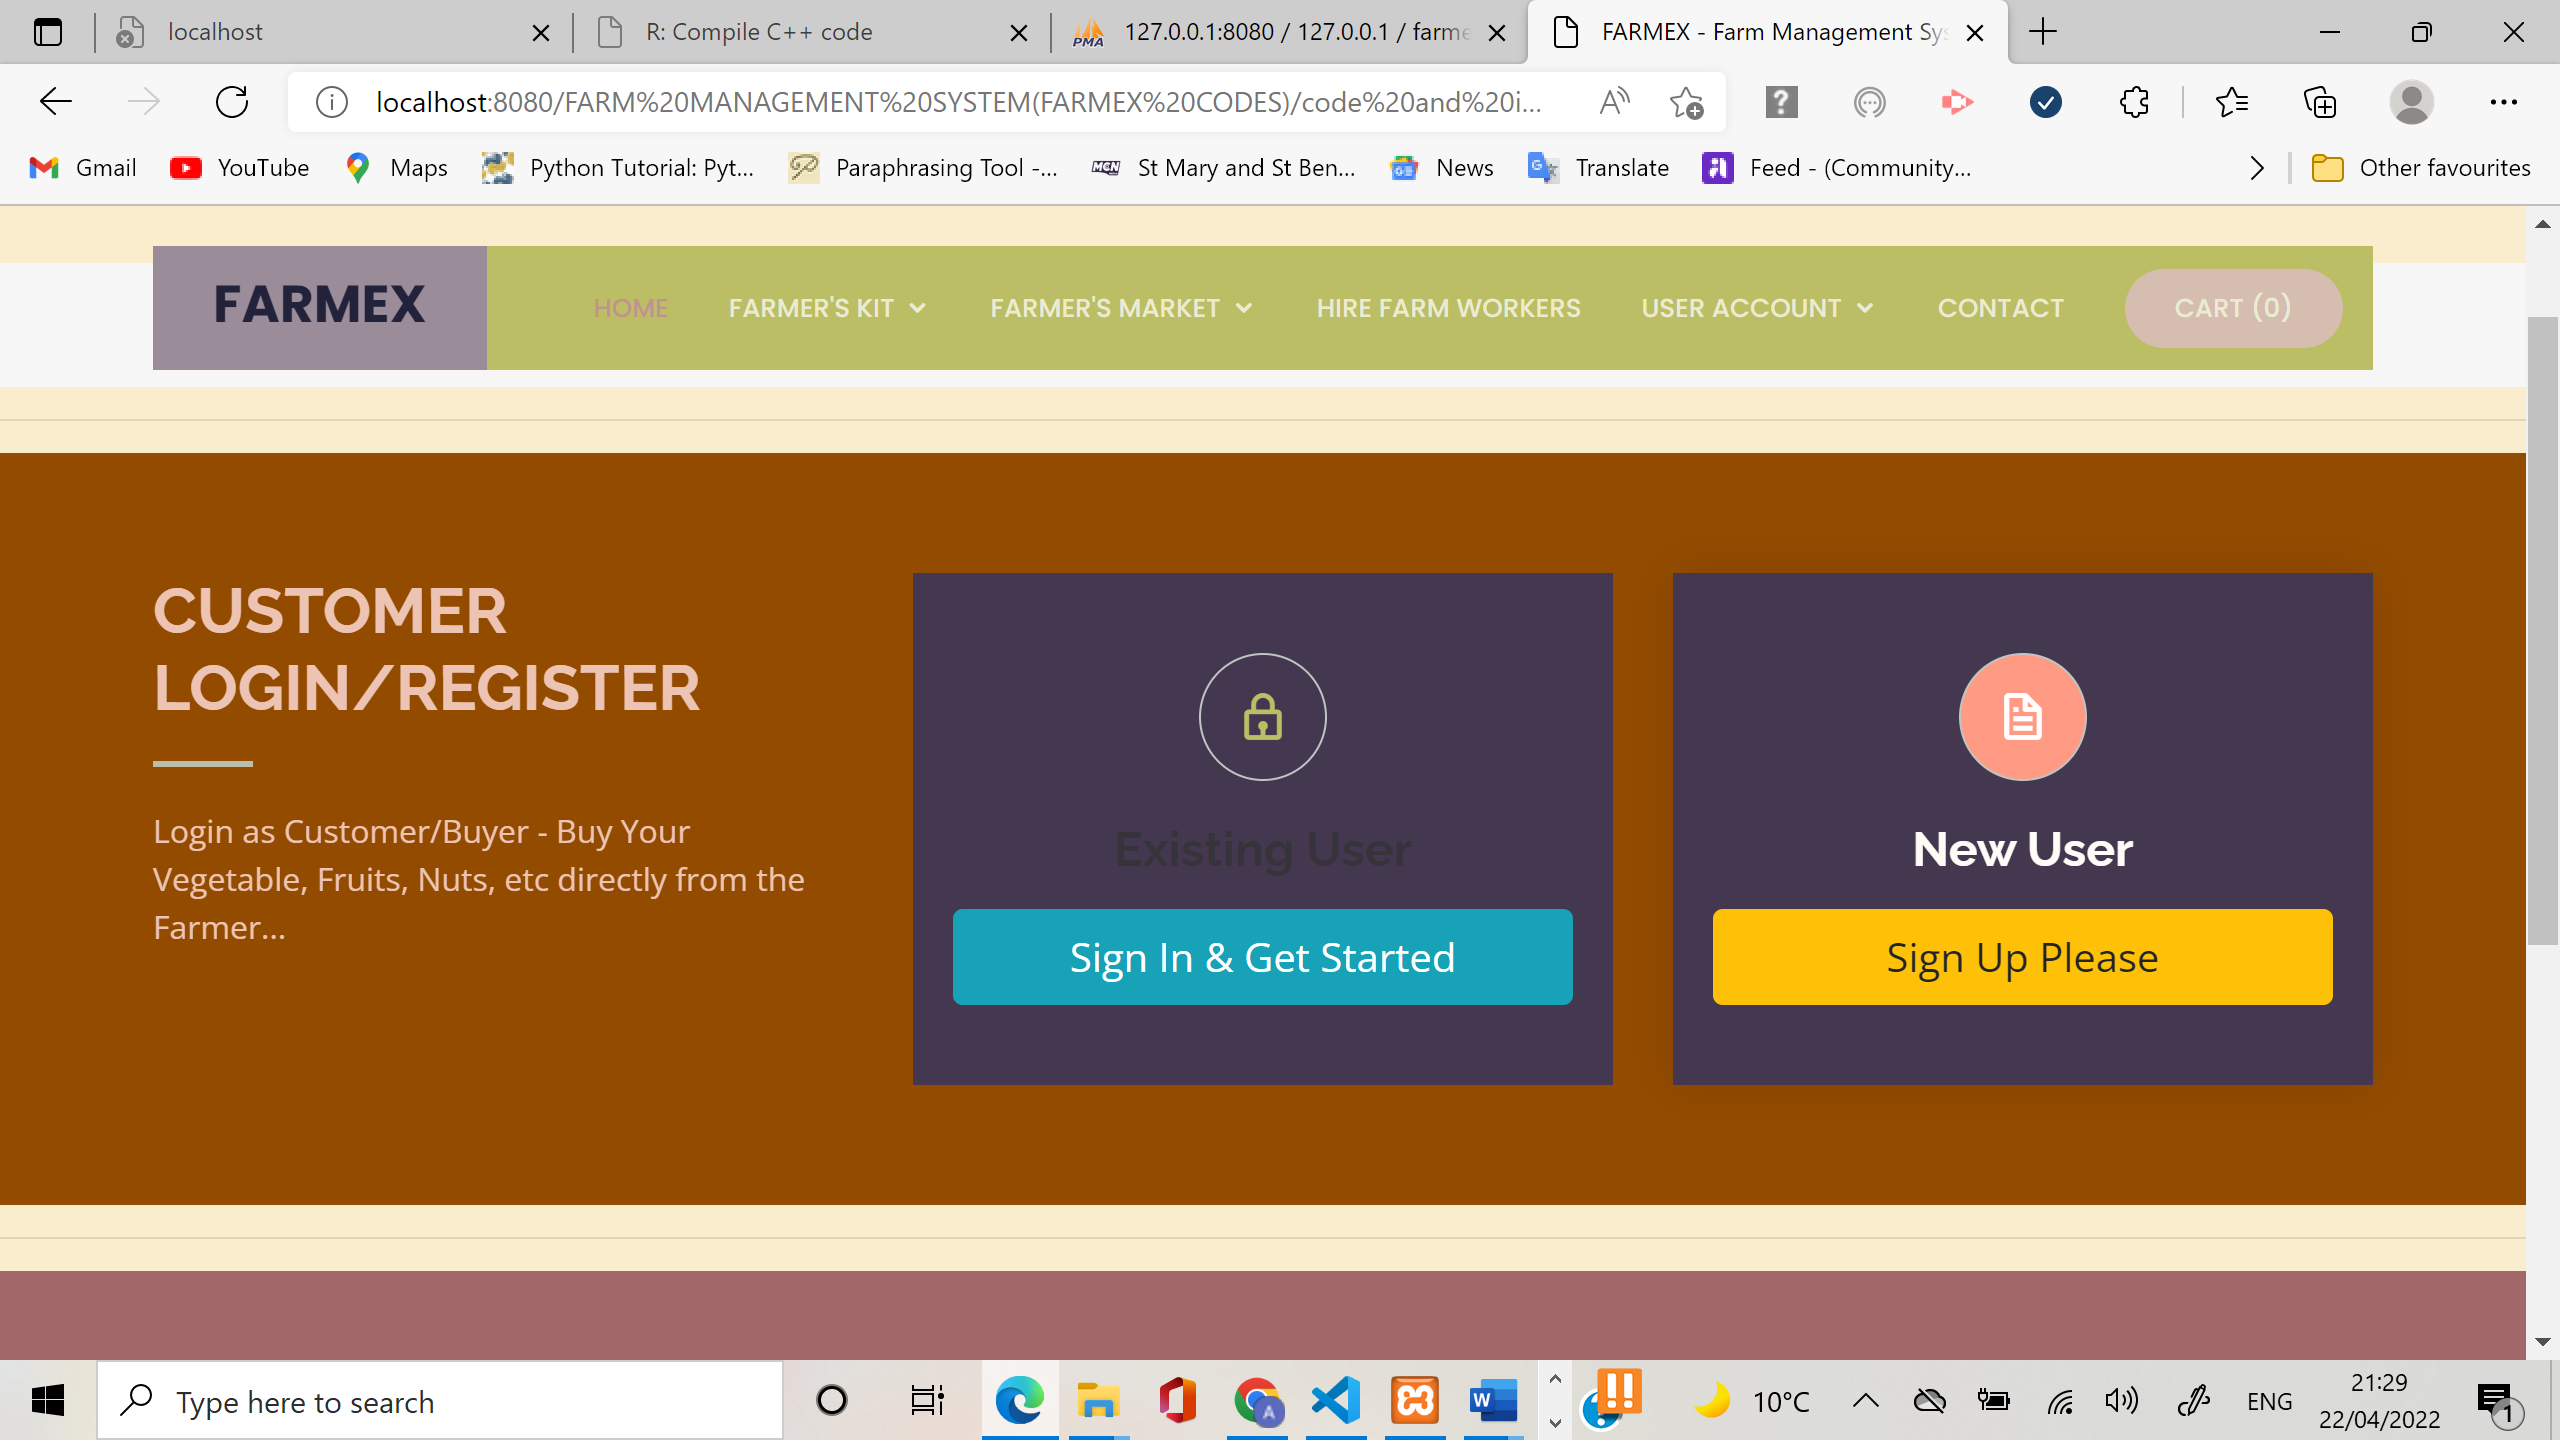 localhost
R: Compile C++ code
127.0.0.1:8080 / 127.0.0.1 / farme
FARMEX - Farm Management Sys
localhost:8080/FARM%20MANAGEMENT%20SYSTEM(FARMEX%20CODES)/code%20and%20i...
Gmail
YouTube
Maps
Python Tutorial: Pyt...
Paraphrasing Tool -...
St Mary and St Ben...
News
Translate
Feed - (Community...
Other favourites
FARMEX
HOME
FARMER'S KIT
FARMER'S MARKET
HIRE FARM WORKERS
USER ACCOUNT
CONTACT
CART (0)
CUSTOMER
LOGIN/REGISTER
Login as Customer/Buyer - Buy Your
Vegetable, Fruits, Nuts, etc directly from the
Farmer...
Existing User
Sign In & Get Started
New User
Sign Up Please
Type here to search
10°C
ENG
21:29
22/04/2022
1